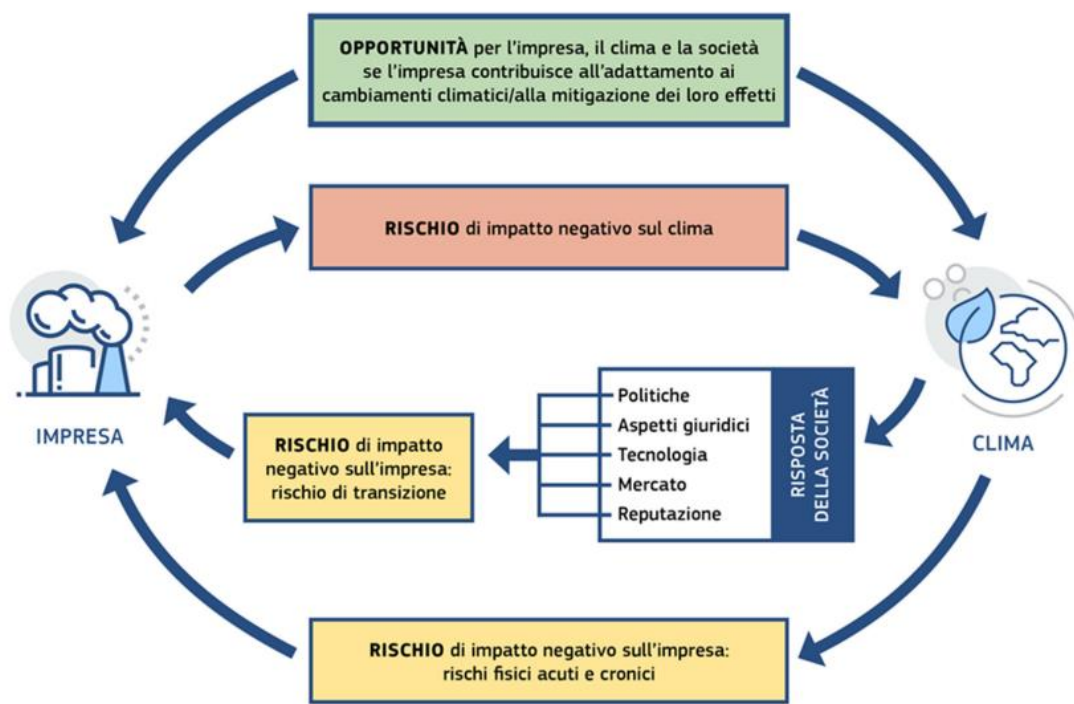 OPPORTUNITÀ per l'impresa, il clima e la società
se l'impresa contribuisce all'adattamento ai
cambiamenti climatici/alla mitigazione dei loro effetti
RISCHIO di impatto negativo sul clima
IMPRESA
RISCHIO di impatto
negativo sull'impresa:
rischio di transizione
Politiche
Aspetti giuridici
Tecnologia
Mercato
Reputazione
RISPOSTA
DELLA SOCIETÀ
CLIMA
RISCHIO di impatto negativo sull'impresa:
rischi fisici acuti e cronici